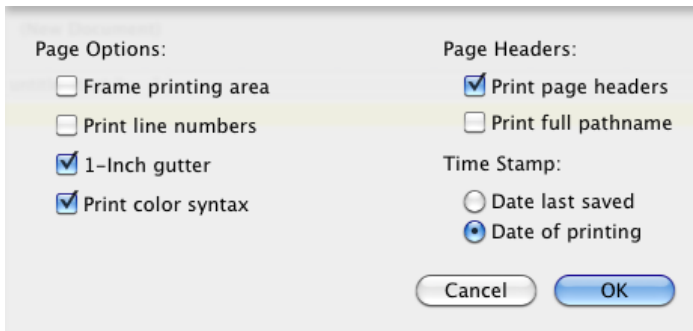 Page Options:
Frame printing area
Print line numbers
1-Inch gutter
Print color syntax
Page Headers:
Print page headers
Print full pathname
Time Stamp:
Date last saved
Date of printing
Cancel
OK